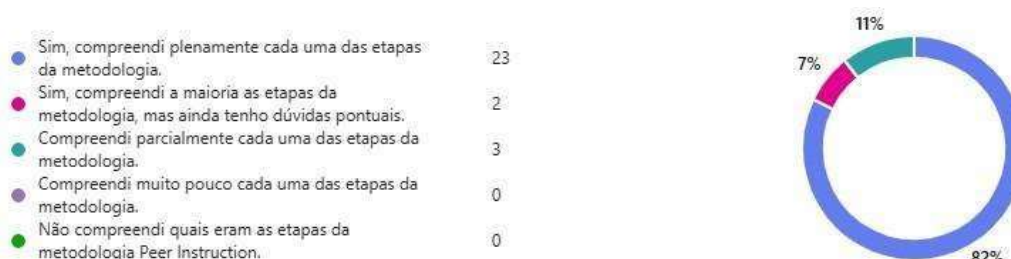 Sim, compreendi plenamente cada uma das etapas
da metodologia.
23
Sim, compreendi a maioria as etapas da
metodologia, mas ainda tenho dúvidas pontuais.
2
Compreendi parcialmente cada uma das etapas da
metodologia.
3
Compreendi muito pouco cada uma das etapas da
metodologia.
0
Não compreendi quais eram as etapas da
metodologia Peer Instruction.
0
11%
7%
82%